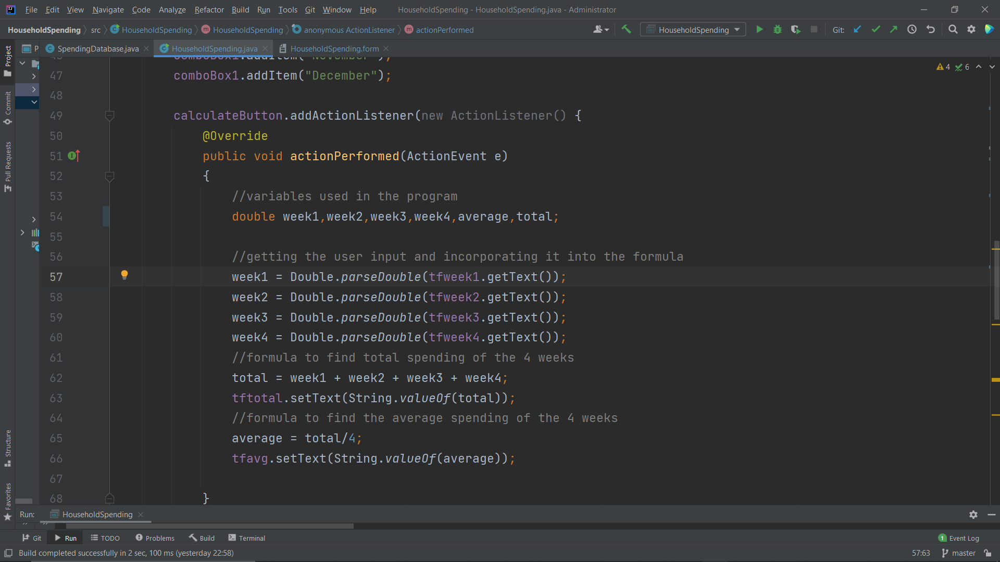 File Edit View Navigate Code Analyze Refactor Build Run Tools Git Window Help HouseholdSpending - HouseholdSpending.java - Administrator
HouseholdSpending src HouseholdSpending HouseholdSpending anonymous ActionListener actionPerformed HouseholdSpending Git:
P SpendingDatabase.java HouseholdSpending.java HouseholdSpending.form
Project
Commit
Pull Requests
Structure
Favorites
4 6
46 comboBox1.addItem("November");
47 comboBox1.addItem("December");
48
49 calculateButton.addActionListener(new ActionListener() {
50 @Override
51 public void actionPerformed(ActionEvent e)
52 {
53 //variables used in the program
54 double week1,week2,week3,week4,average,total;
55
56 //getting the user input and incorporating it into the formula
57 week1 = Double.parseDouble(tfweek1.getText());
58 week2 = Double.parseDouble(tfweek2.getText());
59 week3 = Double.parseDouble(tfweek3.getText());
60 week4 = Double.parseDouble(tfweek4.getText());
61 //formula to find total spending of the 4 weeks
62 total = week1 + week2 + week3 + week4;
63 tftotal.setText(String.valueOf(total));
64 //formula to find the average spending of the 4 weeks
65 average = total/4;
66 tfavg.setText(String.valueOf(average));
67
68 }
Run: HouseholdSpending
Git Run TODO Problems Build Terminal 1 Event Log
Build completed successfully in 2 sec, 100 ms (yesterday 22:58) 57:63 master